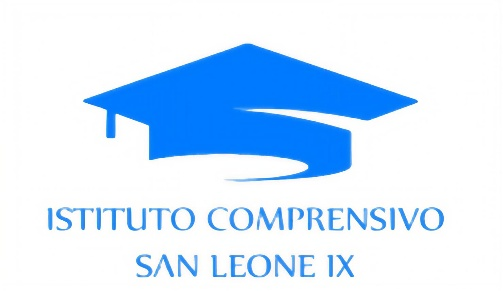 ISTITUTO COMPRENSIVO
SAN LEONE IX